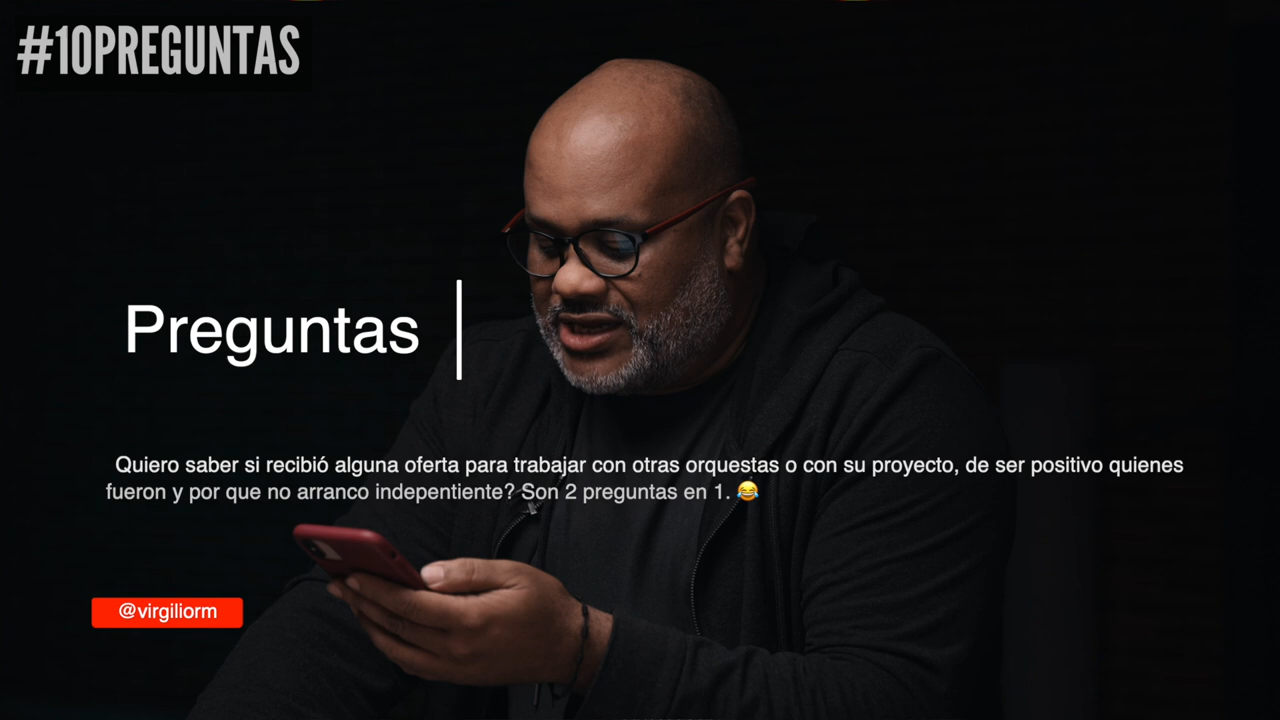 #10PREGUNTAS
Preguntas
Quiero saber si recibió alguna oferta para trabajar con otras orquestas o con su proyecto, de ser positivo quienes
fueron y por que no arranco indepentiente? Son 2 preguntas en 1. 😂
@virgiliorm